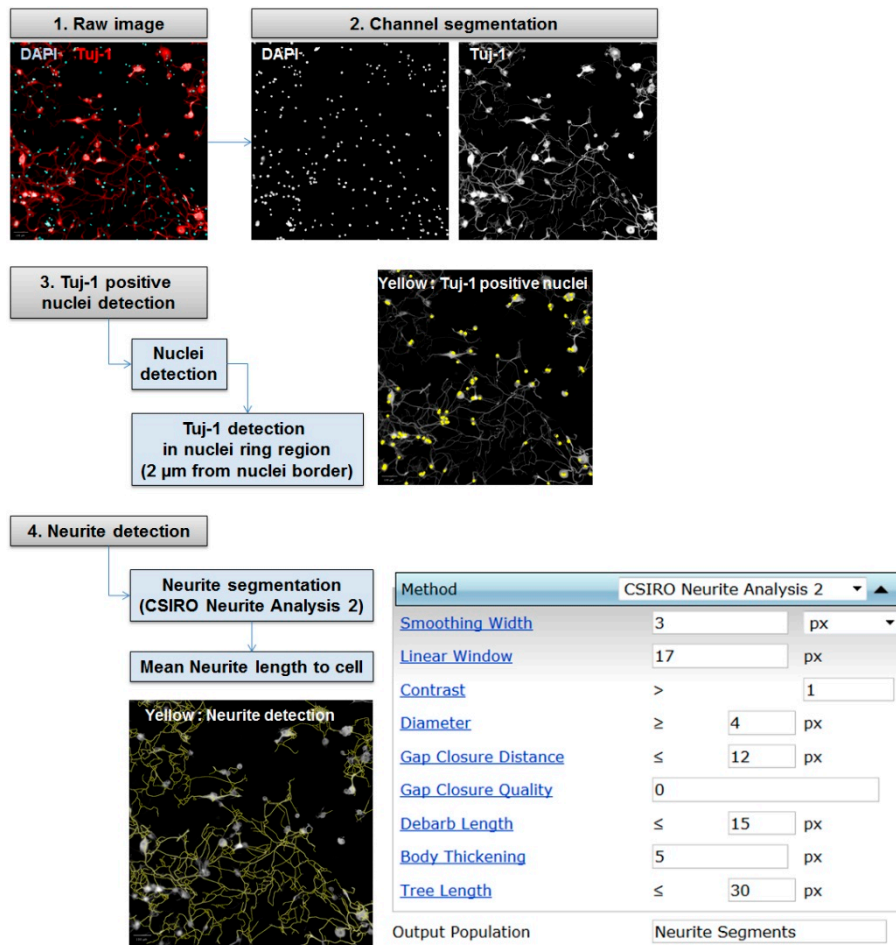 1. Raw image
2. Channel segmentation
DAPI Tuj-1
DAPI
Tuj-1
3. Tuj-1 positive
nuclei detection
Yellow : Tuj-1 positive nuclei
Nuclei
detection
Tuj-1 detection
in nuclei ring region
(2 µm from nuclei border)
4. Neurite detection
Neurite segmentation
(CSIRO Neurite Analysis 2)
Mean Neurite length to cell
Yellow : Neurite detection
Method CSIRO Neurite Analysis 2
Smoothing Width 3 px
Linear Window 17 px
Contrast > 1
Diameter ≥ 4 px
Gap Closure Distance ≤ 12 px
Gap Closure Quality 0
Debarb Length ≤ 15 px
Body Thickening 5 px
Tree Length ≤ 30 px
Output Population Neurite Segments